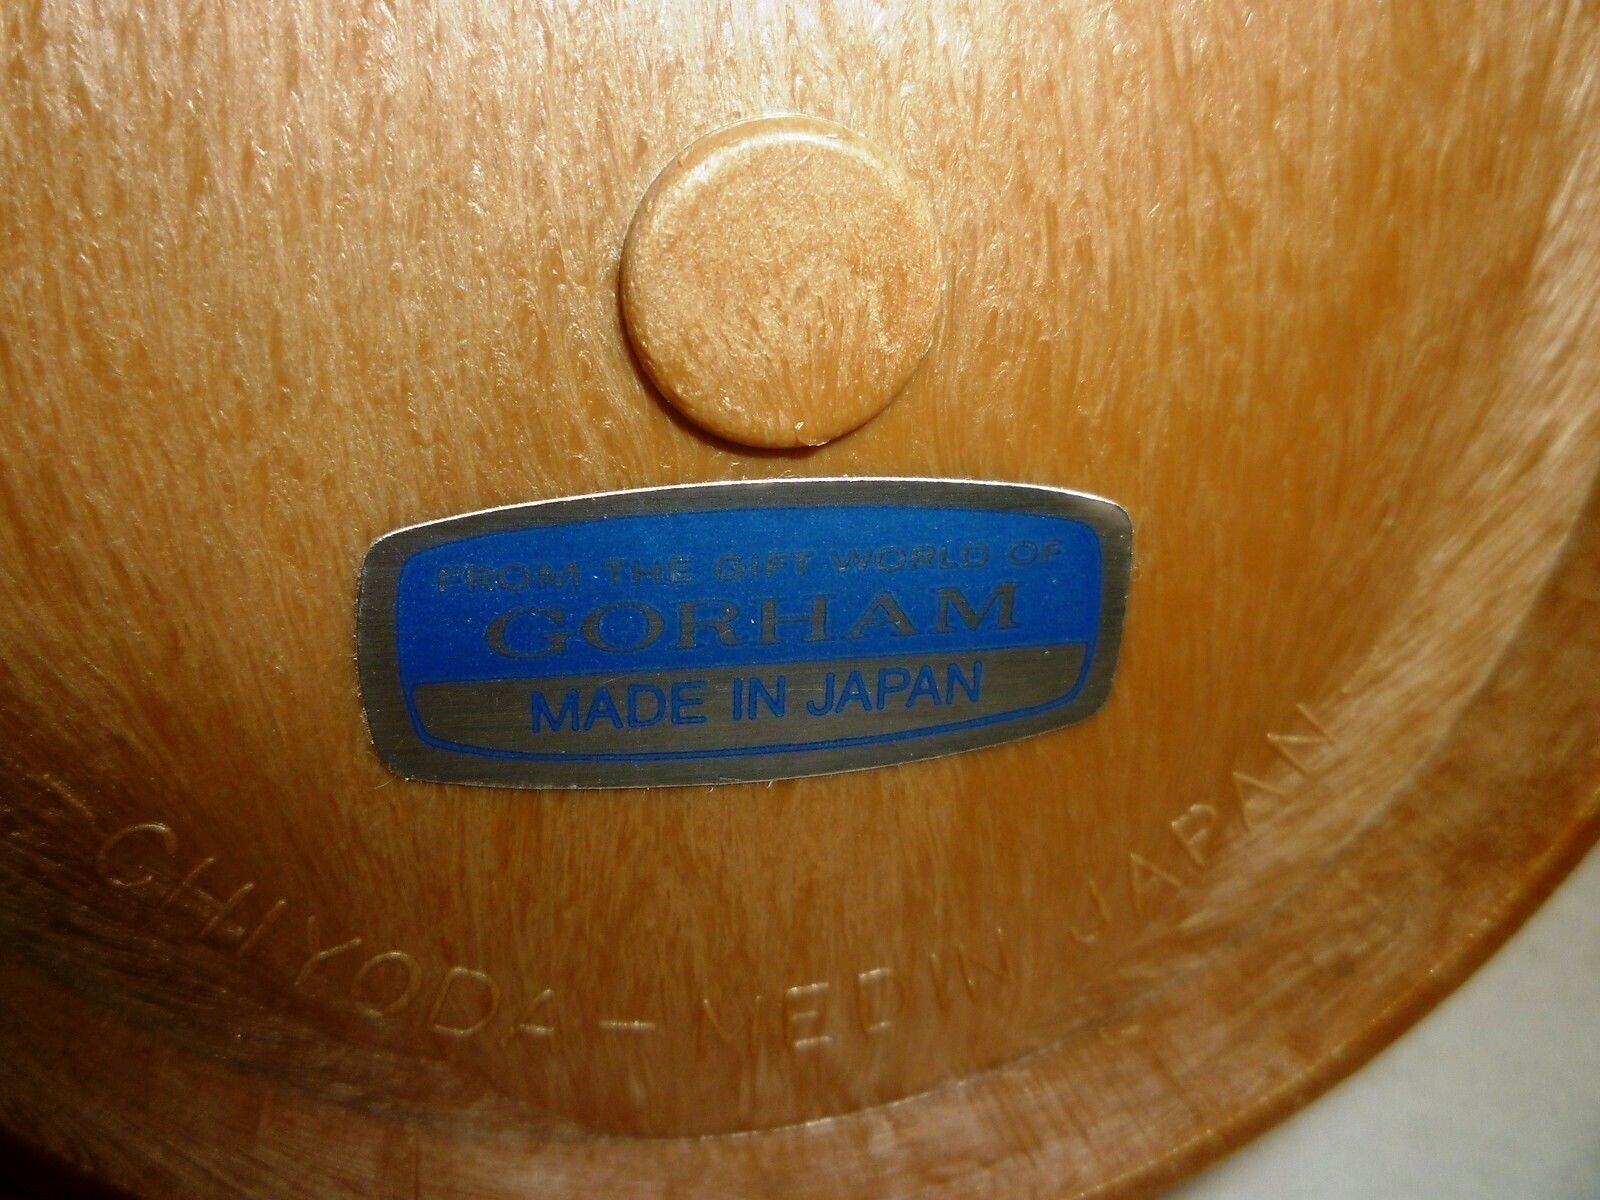 FROM THE GIFT WORLD OF
GORHAM
MADE IN JAPAN
CHIYODA - MEDIN JAPAN